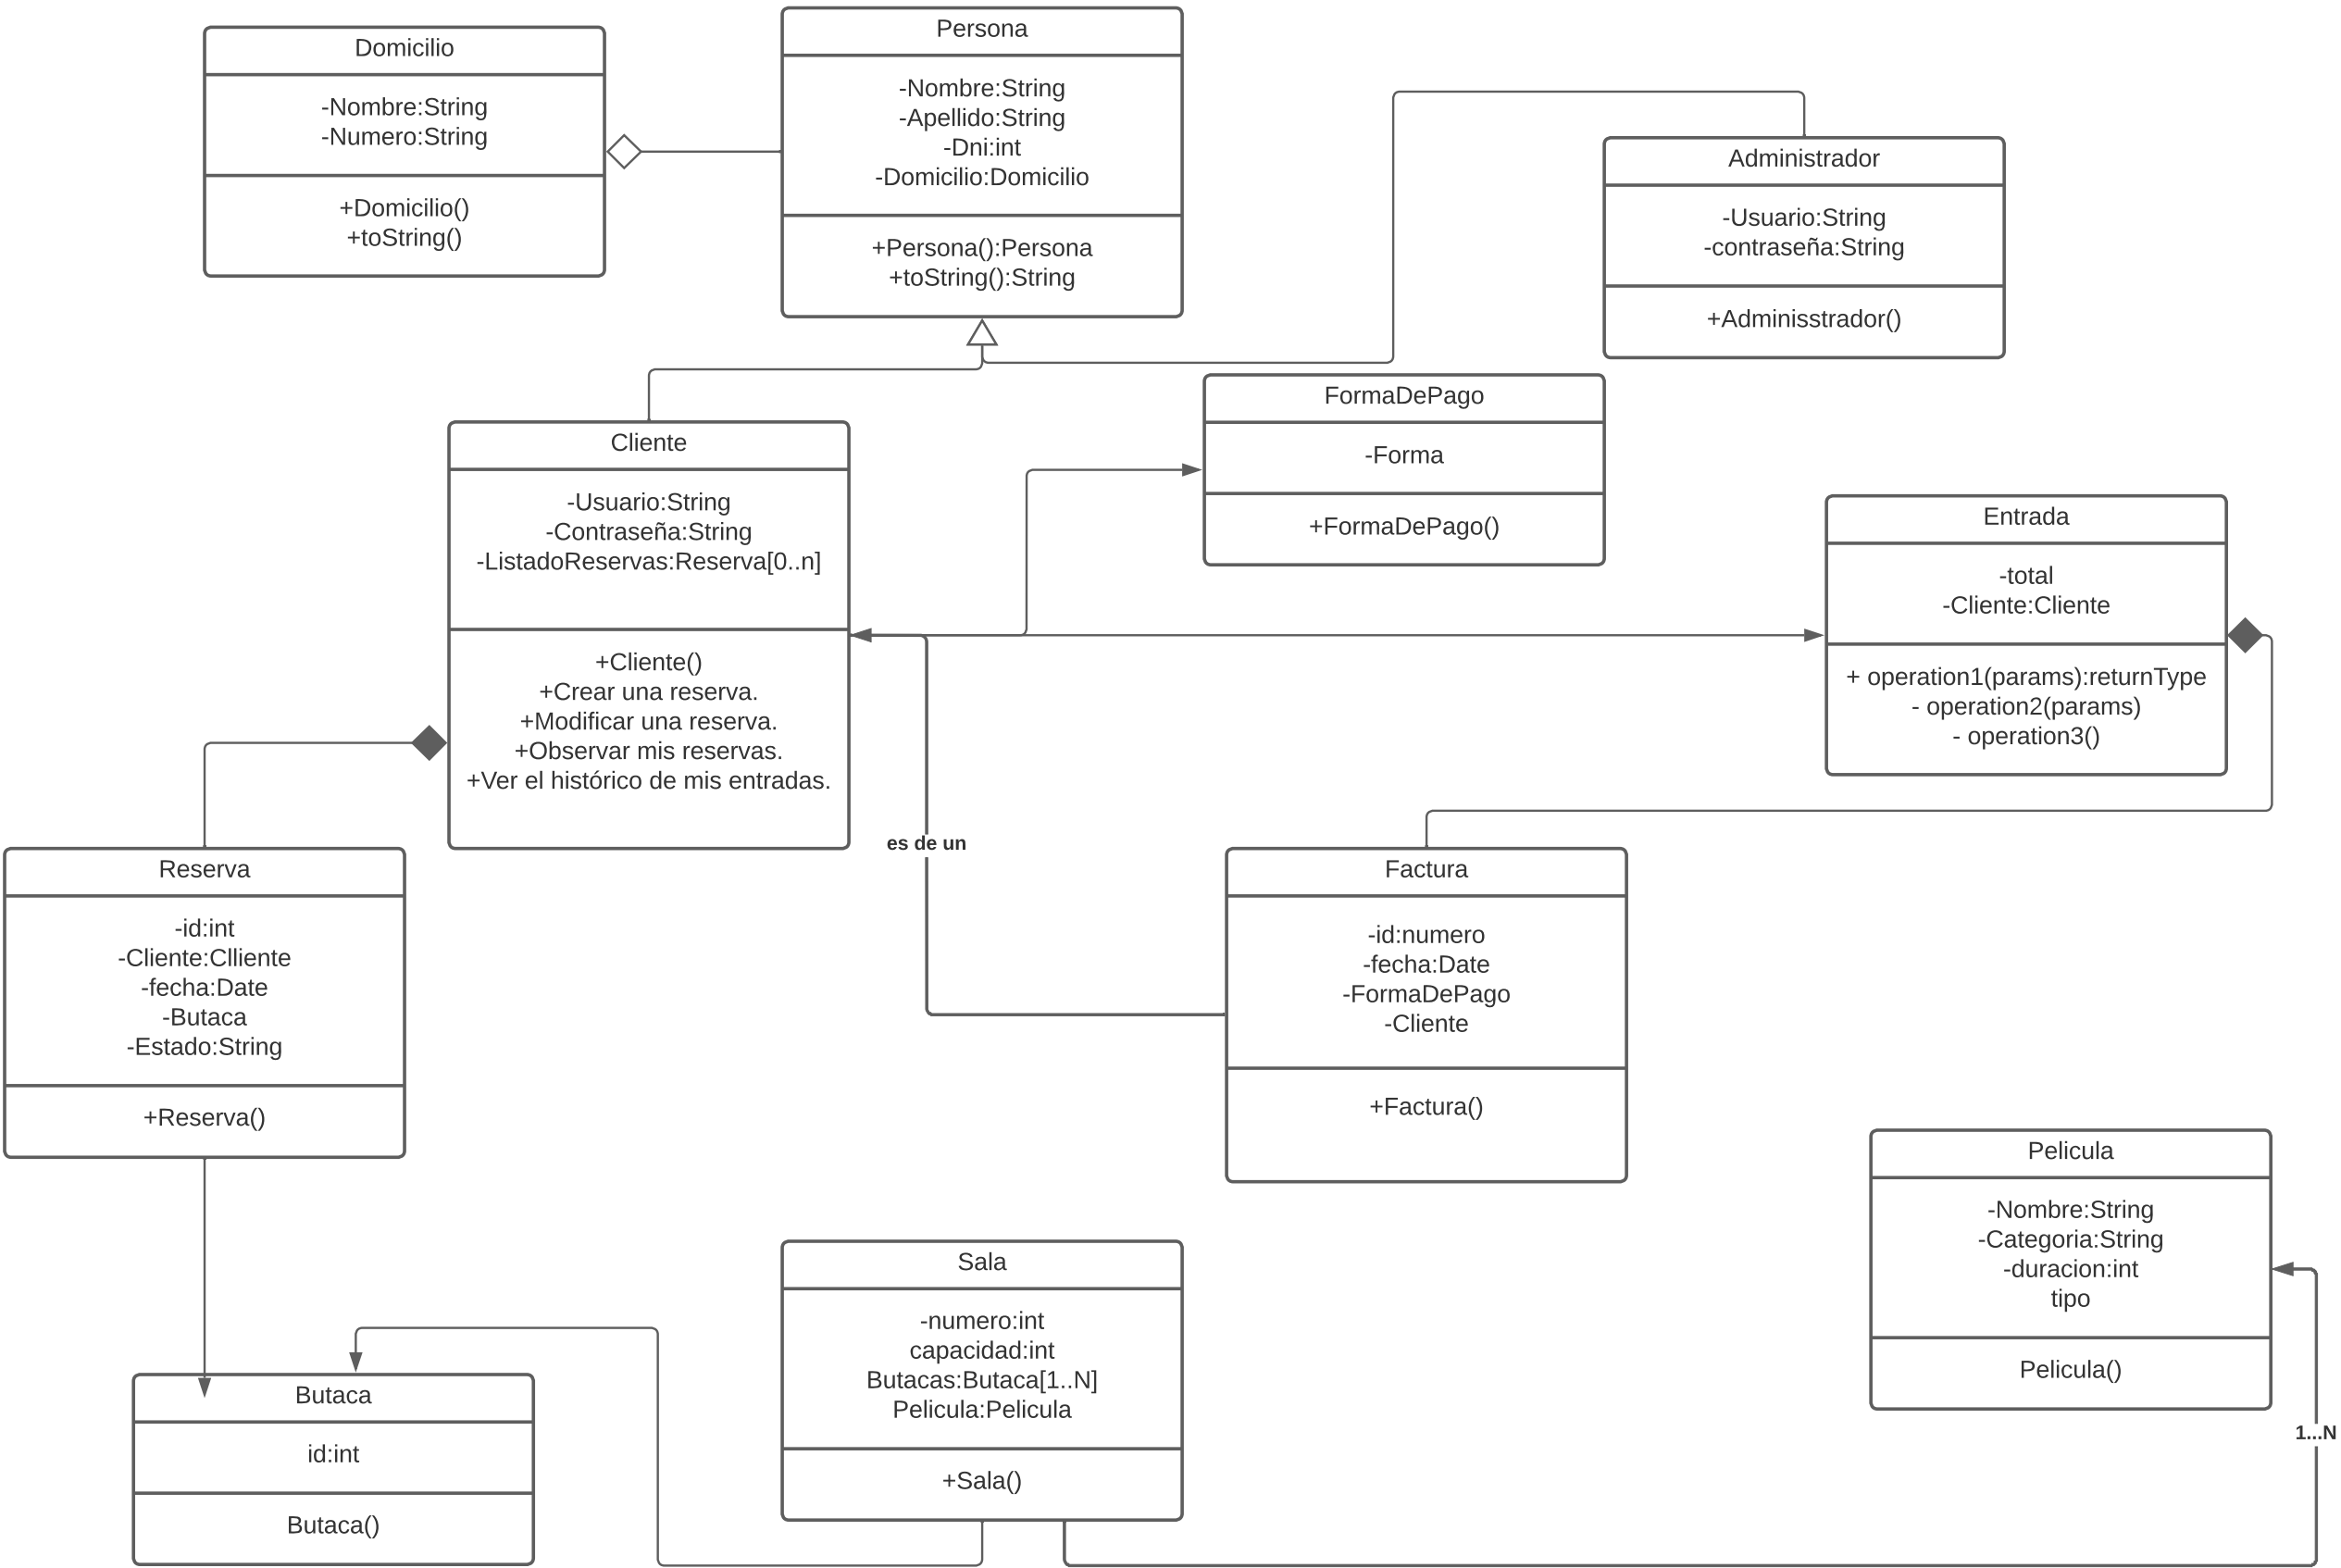 Domicilio
-Nombre:String
-Numero:String
+Domicilio()
+toString()
Persona
-Nombre:String
-Apellido:String
-Dni:int
-Domicilio:Domicilio
+Persona():Persona
+toString():String
Administrador
-Usuario:String
-contraseña:String
+Adminisstrador()
Cliente
-Usuario:String
-Contraseña:String
-ListadoReservas:Reserva[0..n]
+Cliente()
+Crear una reserva.
+Modificar una reserva.
+Observar mis reservas.
+Ver el histórico de mis entradas.
FormaDePago
-Forma
+FormaDePago()
Entrada
-total
-Cliente:Cliente
+ operation1(params):returnType
- operation2(params)
- operation3()
es de un
Reserva
-id:int
-Cliente:Clliente
-fecha:Date
-Butaca
-Estado:String
+Reserva()
Factura
-id:numero
-fecha:Date
-FormaDePago
-Cliente
+Factura()
Pelicula
-Nombre:String
-Categoria:String
-duracion:int
tipo
Pelicula()
1...N
Sala
-numero:int
capacidad:int
Butacas:Butaca[1..N]
Pelicula:Pelicula
+Sala()
Butaca
id:int
Butaca()